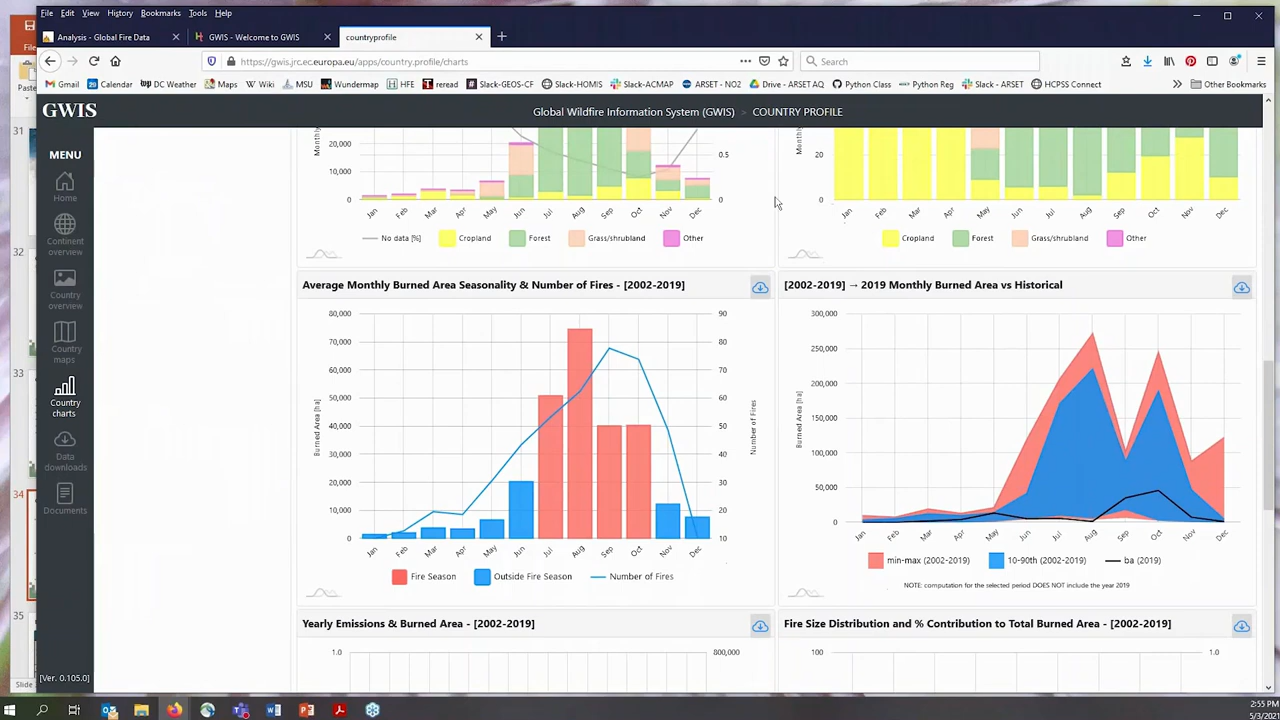 File Edit View History Bookmarks Tools Help
Analysis - Global Fire Data
GWIS - Welcome to GWIS
countryprofile
https://gwis.jrc.ec.europa.eu/apps/country.profile/charts
Search
Gmail Calendar DC Weather Maps Wiki MSU Wundermap HFE reread Slack-GEOS-CF Slack-HOMIS Slack-ACMAP ARSET - NO2 Drive - ARSET AQ Python Class Python Reg Slack - ARSET HCPSS Connect Other Bookmarks
File
Paste
31
32
33
34
35
GWIS
Global Wildfire Information System (GWIS) > COUNTRY PROFILE
MENU
Home
Continent
overview
Country
overview
Country
maps
Country
charts
Data
downloads
Documents
[Ver. 0.105.0]
20,000
10,000
0
0.5
0
Jan Feb Mar Apr May Jun Jul Aug Sep Oct Nov Dec
No data [%] Cropland Forest Grass/shrubland Other
20
0
Jan Feb Mar Apr May Jun Jul Aug Sep Oct Nov Dec
Cropland Forest Grass/shrubland Other
Average Monthly Burned Area Seasonality & Number of Fires - [2002-2019]
Burned Area [ha]
80,000
70,000
60,000
50,000
40,000
30,000
20,000
10,000
0
90
80
70
60
50
40
30
20
10
Number of Fires
Jan Feb Mar Apr May Jun Jul Aug Sep Oct Nov Dec
Fire Season Outside Fire Season Number of Fires
[2002-2019] → 2019 Monthly Burned Area vs Historical
Burned Area [ha]
300,000
250,000
200,000
150,000
100,000
50,000
0
Jan Feb Mar Apr May Jun Jul Aug Sep Oct Nov Dec
min-max (2002-2019) 10-90th (2002-2019) ba (2019)
NOTE: computation for the selected period DOES NOT include the year 2019
Yearly Emissions & Burned Area - [2002-2019]
1.0
800,000
Fire Size Distribution and % Contribution to Total Burned Area - [2002-2019]
100
1.0
2:55 PM